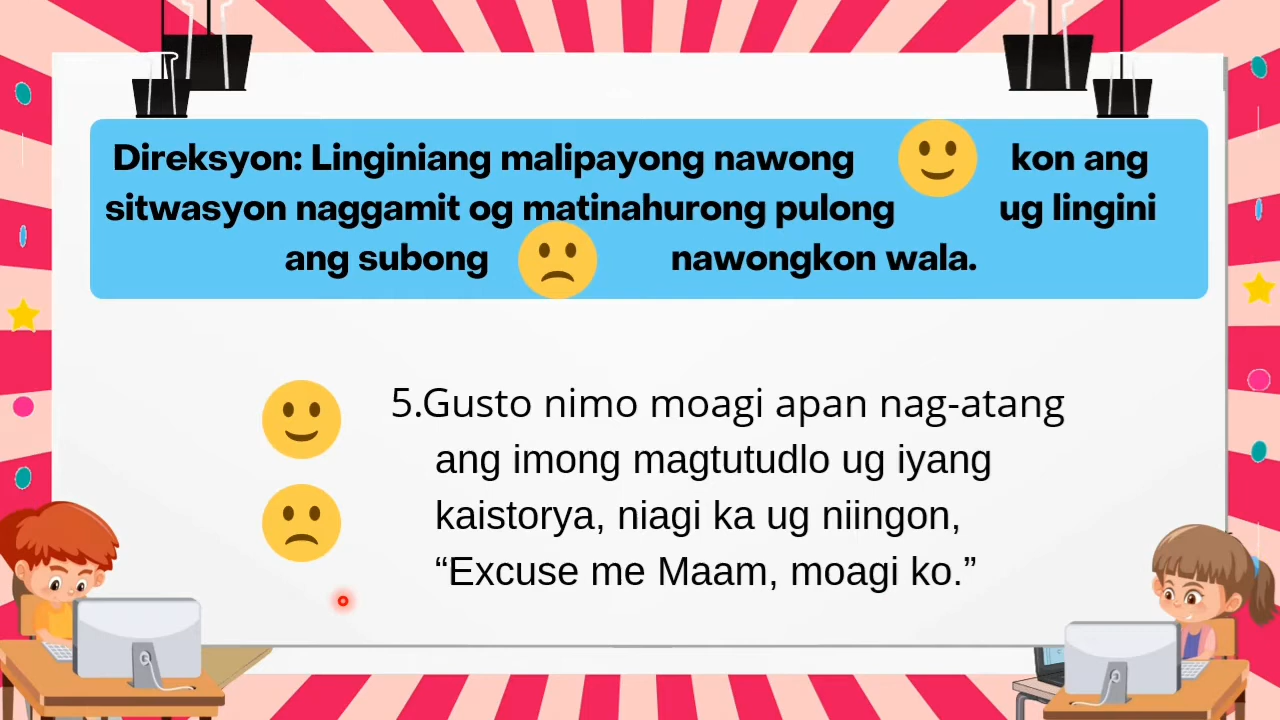 Direksyon: Linginiang malipayong nawong kon ang
sitwasyon naggamit og matinahurong pulong ug lingini
ang subong nawongkon wala.
5.Gusto nimo moagi apan nag-atang
ang imong magtutudlo ug iyang
kaistorya, niagi ka ug niingon,
“Excuse me Maam, moagi ko.”